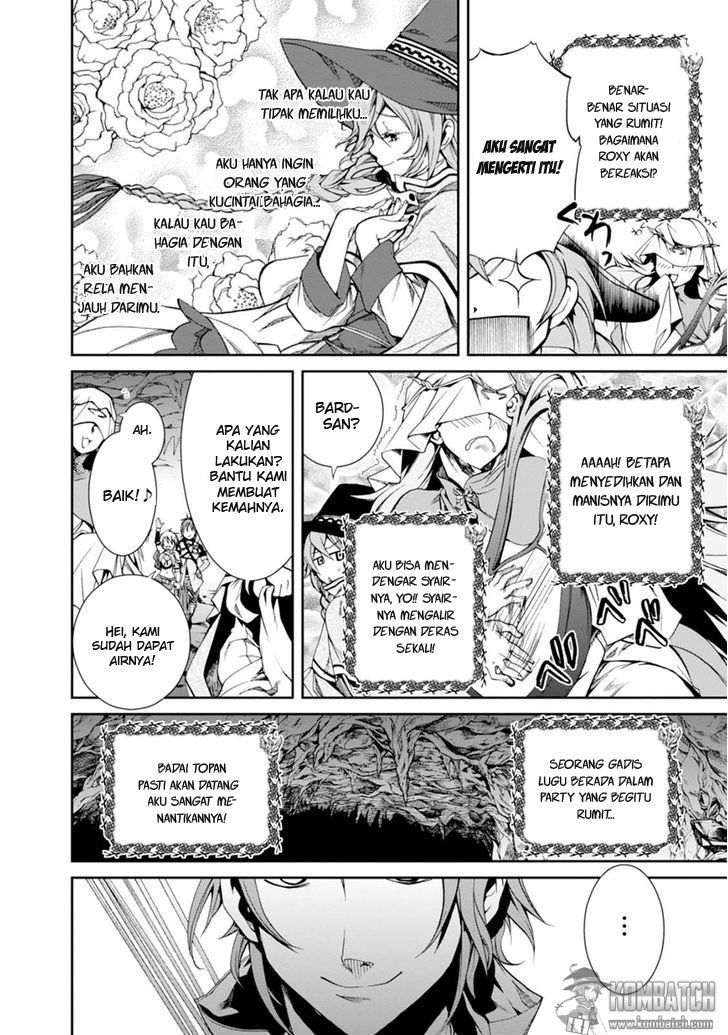 BENAR-
BENAR SITUASI
YANG RUMIT!
BAGAIMANA
ROXY AKAN
BEREAKSI?
AKU SANGAT
MENGERTI ITU!
TAK APA KALAU KAU
TIDAK MEMILIHKU...
AKU HANYA INGIN
ORANG YANG
KUCINTAI BAHAGIA...
KALAU KAU BA-
HAGIA DENGAN
ITU,
AKU BAHKAN
RELA MEN-
JAUH DARIMU.
AAAAH! BETAPA
MENYEDIHKAN DAN
MANISNYA DIRIMU
ITU, ROXY!
BARD-
SAN?
AKU BISA MEN-
DENGAR SYAIR-
NYA, YO!! SYAIR-
NYA MENGALIR
DENGAN DERAS
SEKALI!
APA YANG
KALIAN
LAKUKAN?
BANTU KAMI
MEMBUAT
KEMAHNYA.
AH.
BAIK!♪
HEI, KAMI
SUDAH DAPAT
AIRNYA!
SEORANG GADIS
LUGU BERADA DALAM
PARTY YANG BEGITU
RUMIT...
BADAI TOPAN
PASTI AKAN DATANG
AKU SANGAT ME-
NANTIKANNYA!
...
KOMBATCH
www.kombatch.com